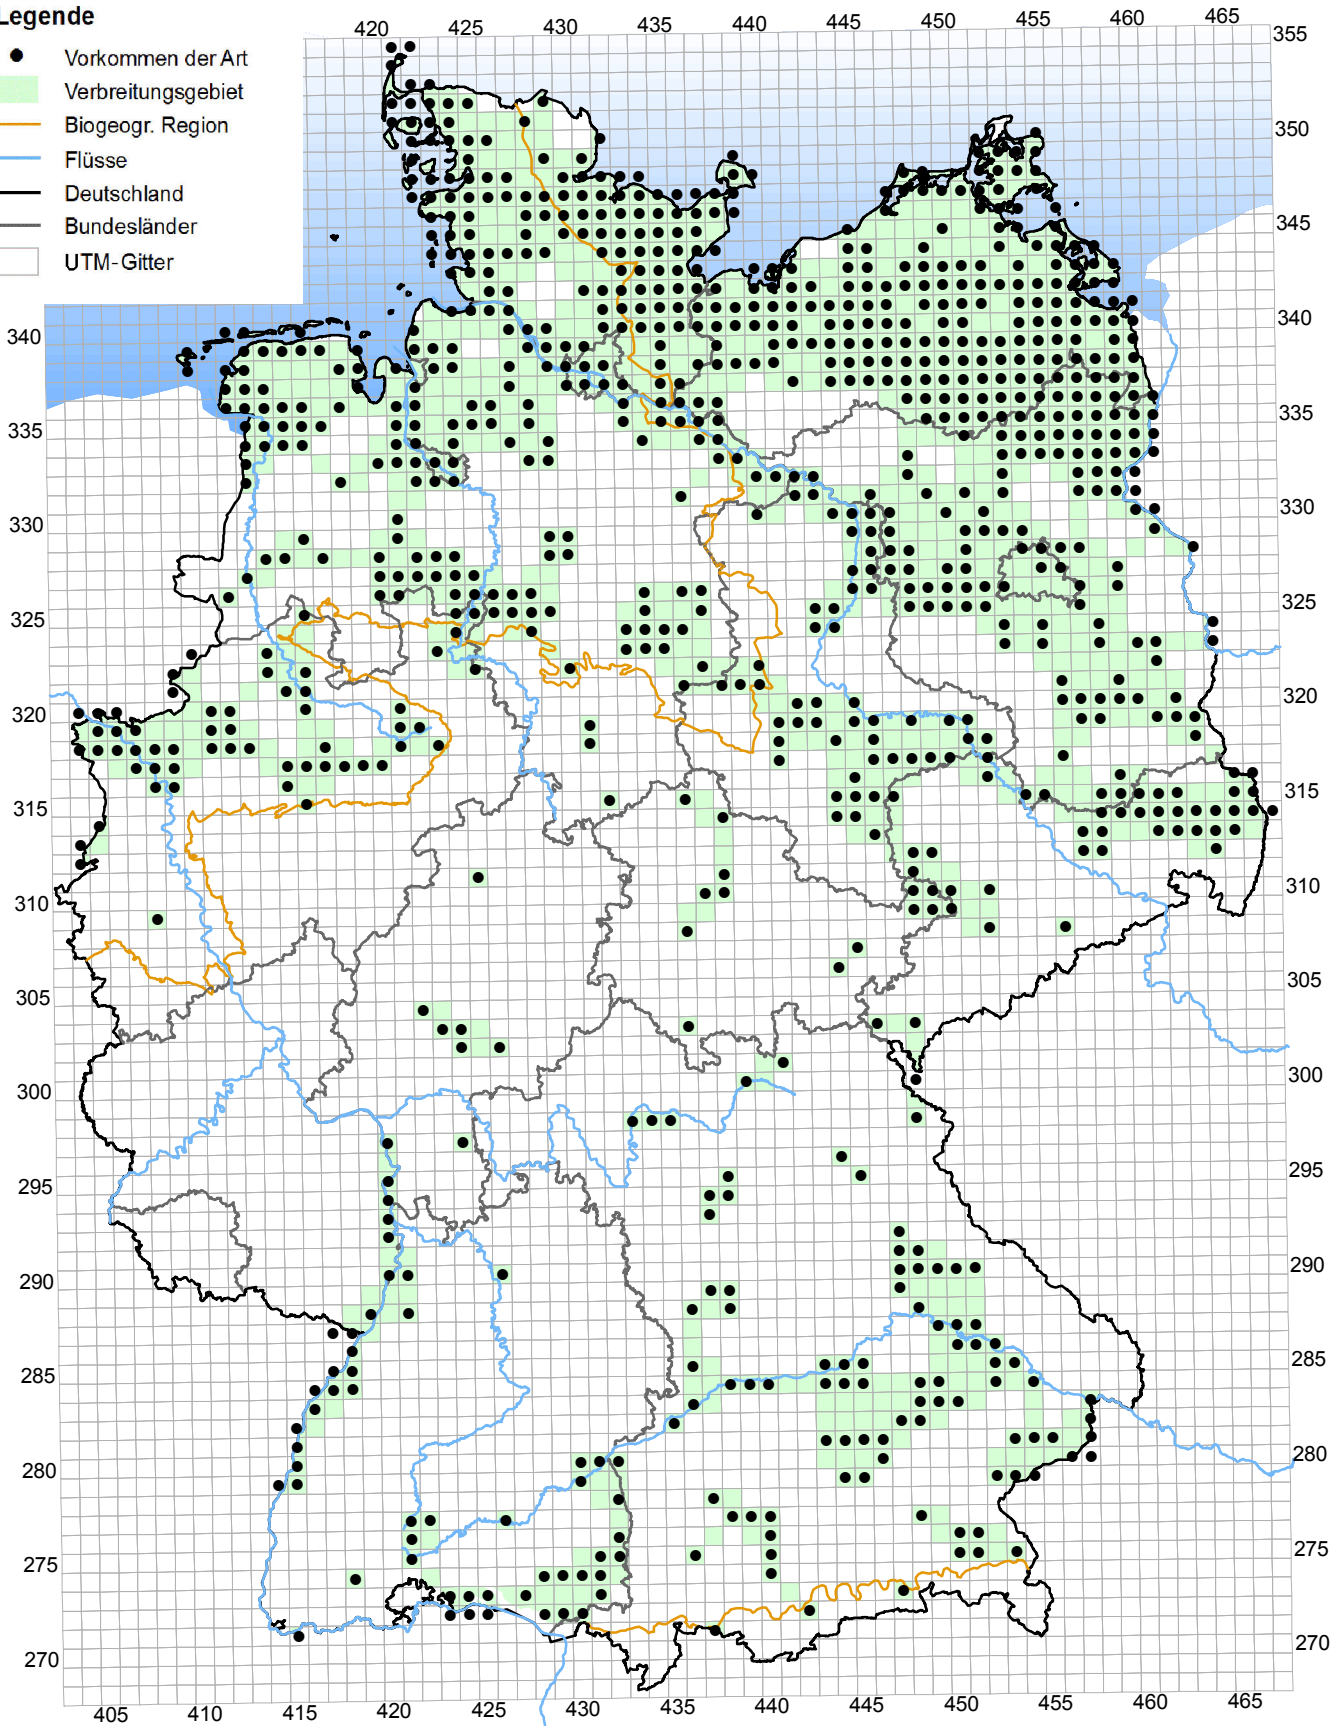 Legende
Vorkommen der Art
Verbreitungsgebiet
Biogeogr. Region
Flüsse
Deutschland
Bundesländer
UTM-Gitter
420 425 430 435 440 445 450 455 460 465
355
350
345
340 340
335 335
330 330
325 325
320 320
315 315
310 310
305 305
300 300
295 295
290 290
285 285
280 280
275 275
270 270
405 410 415 420 425 430 435 440 445 450 455 460 465